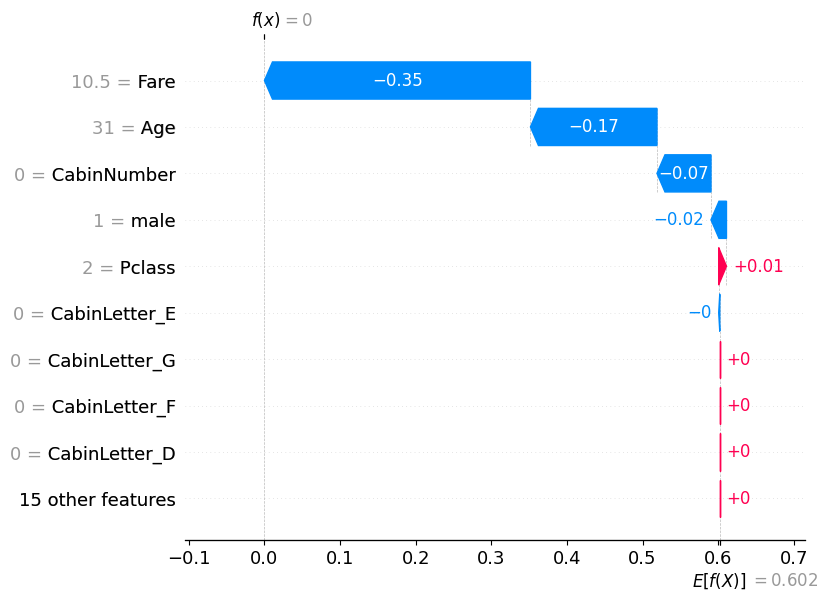 f(x) = 0
10.5 = Fare
−0.35
31 = Age
−0.17
0 = CabinNumber
−0.07
1 = male
−0.02
2 = Pclass
+0.01
0 = CabinLetter_E
−0
0 = CabinLetter_G
+0
0 = CabinLetter_F
+0
0 = CabinLetter_D
+0
15 other features
+0
−0.1 0.0 0.1 0.2 0.3 0.4 0.5 0.6 0.7
E[f(X)] = 0.602